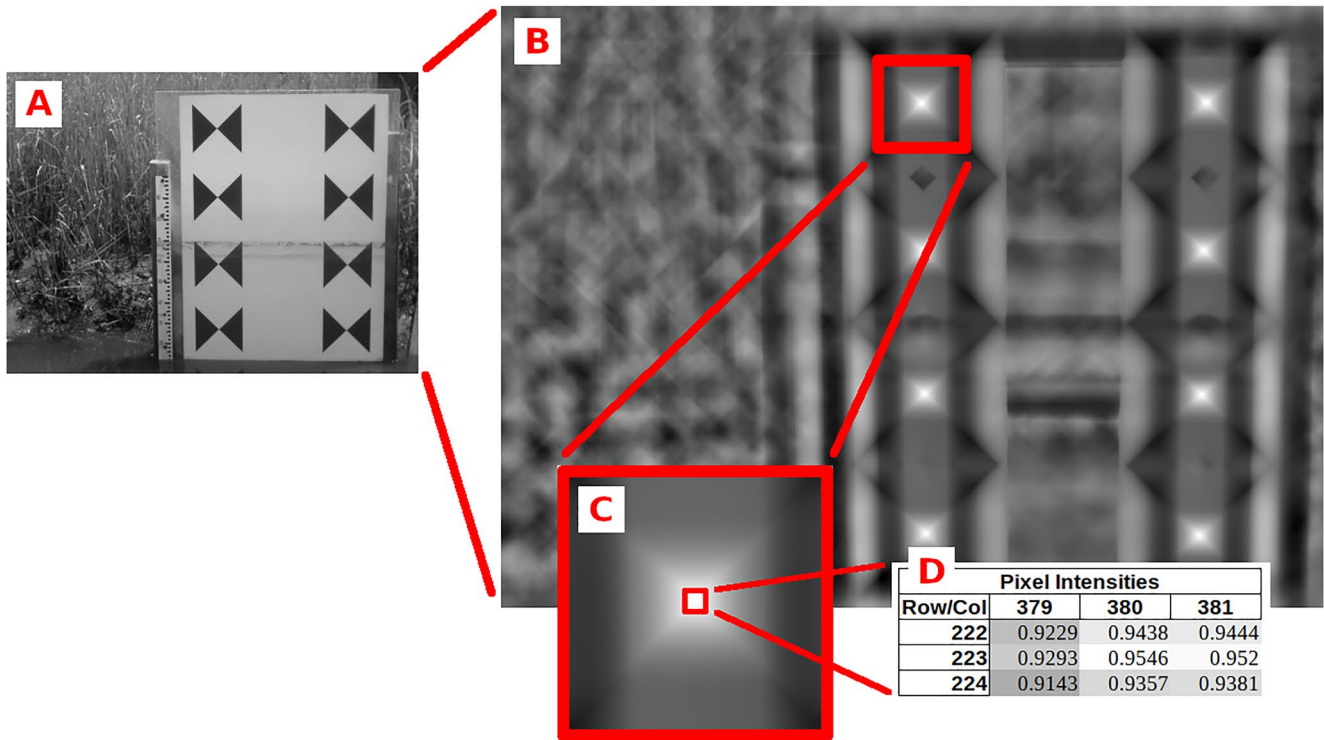 A
B
C
D
Pixel Intensities
Row/Col 379 380 381
222 0.9229 0.9438 0.9444
223 0.9293 0.9546 0.952
224 0.9143 0.9357 0.9381